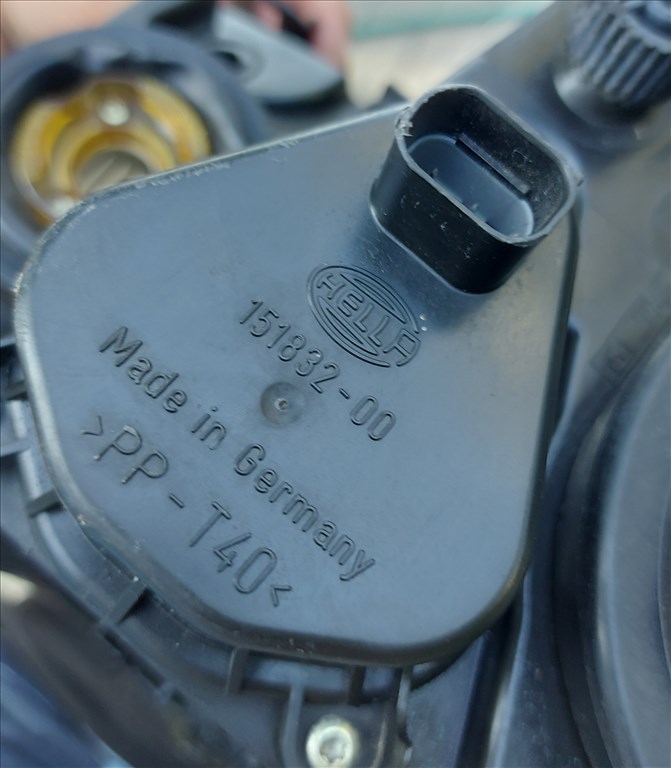 HELLA
151832-00
Made in Germany
>PP-T40<